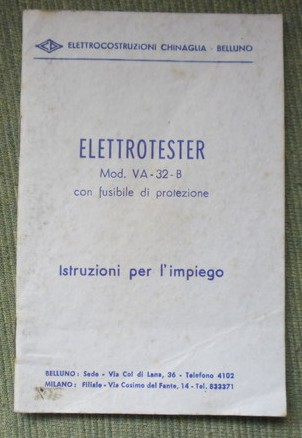 ELETTROCOSTRUZIONI CHINAGLIA - BELLUNO
ELETTROTESTER
Mod. VA-32-B
con fusibile di protezione
Istruzioni per l'impiego
BELLUNO: Sede - Via Col di Lana, 36 - Telefono 4102
MILANO: Filiale - Via Cosimo del Fante, 14 - Tel. 833371